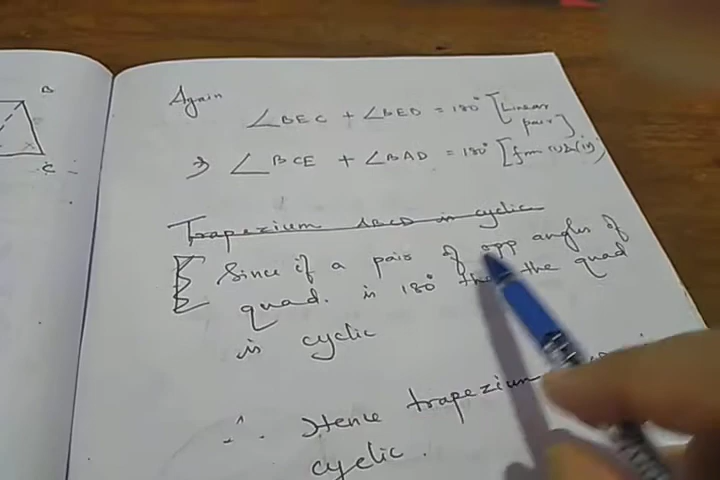 B
C
Again
∠BEC + ∠BED = 180° [Linear pair]
⇒ ∠BCE + ∠BAD = 180° [from (i) & (ii)]
Trapezium ABCD is cyclic
Since if a pair of opp angles of
quad. is 180° the the quad
is cyclic
∴ Hence trapezium
cyclic.